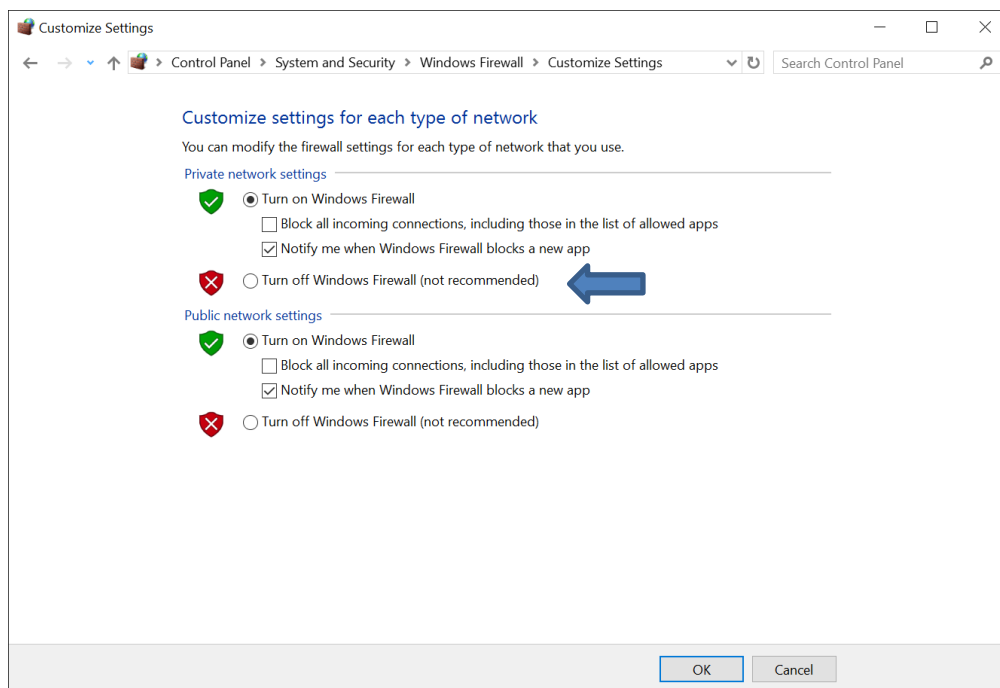 Customize Settings
Control Panel > System and Security > Windows Firewall > Customize Settings
Search Control Panel
Customize settings for each type of network
You can modify the firewall settings for each type of network that you use.
Private network settings
Turn on Windows Firewall
Block all incoming connections, including those in the list of allowed apps
Notify me when Windows Firewall blocks a new app
Turn off Windows Firewall (not recommended)
Public network settings
Turn on Windows Firewall
Block all incoming connections, including those in the list of allowed apps
Notify me when Windows Firewall blocks a new app
Turn off Windows Firewall (not recommended)
OK Cancel